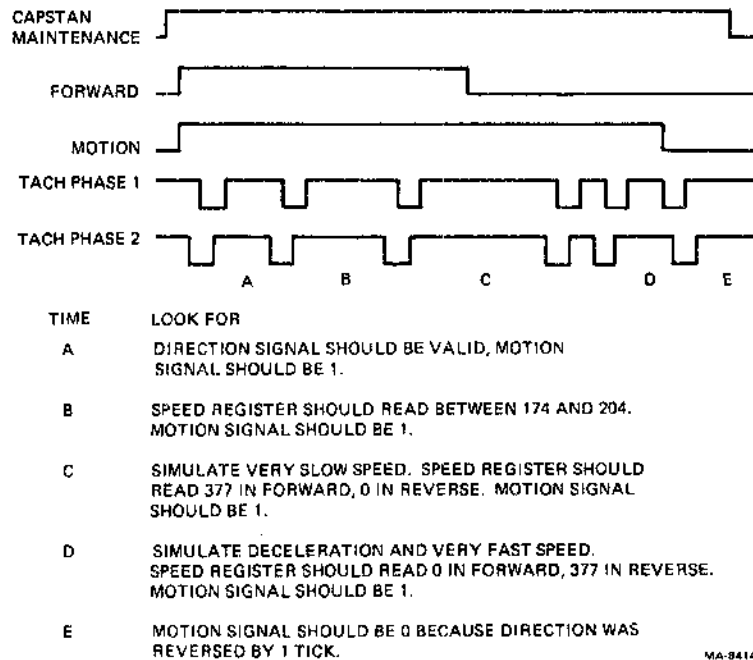 CAPSTAN
MAINTENANCE
FORWARD
MOTION
TACH PHASE 1
TACH PHASE 2
A B C D E
TIME LOOK FOR
A DIRECTION SIGNAL SHOULD BE VALID, MOTION
SIGNAL SHOULD BE 1.
B SPEED REGISTER SHOULD READ BETWEEN 174 AND 204.
MOTION SIGNAL SHOULD BE 1.
C SIMULATE VERY SLOW SPEED. SPEED REGISTER SHOULD
READ 377 IN FORWARD, 0 IN REVERSE. MOTION SIGNAL
SHOULD BE 1.
D SIMULATE DECELERATION AND VERY FAST SPEED.
SPEED REGISTER SHOULD READ 0 IN FORWARD, 377 IN REVERSE.
MOTION SIGNAL SHOULD BE 1.
E MOTION SIGNAL SHOULD BE 0 BECAUSE DIRECTION WAS
REVERSED BY 1 TICK.
MA-8414